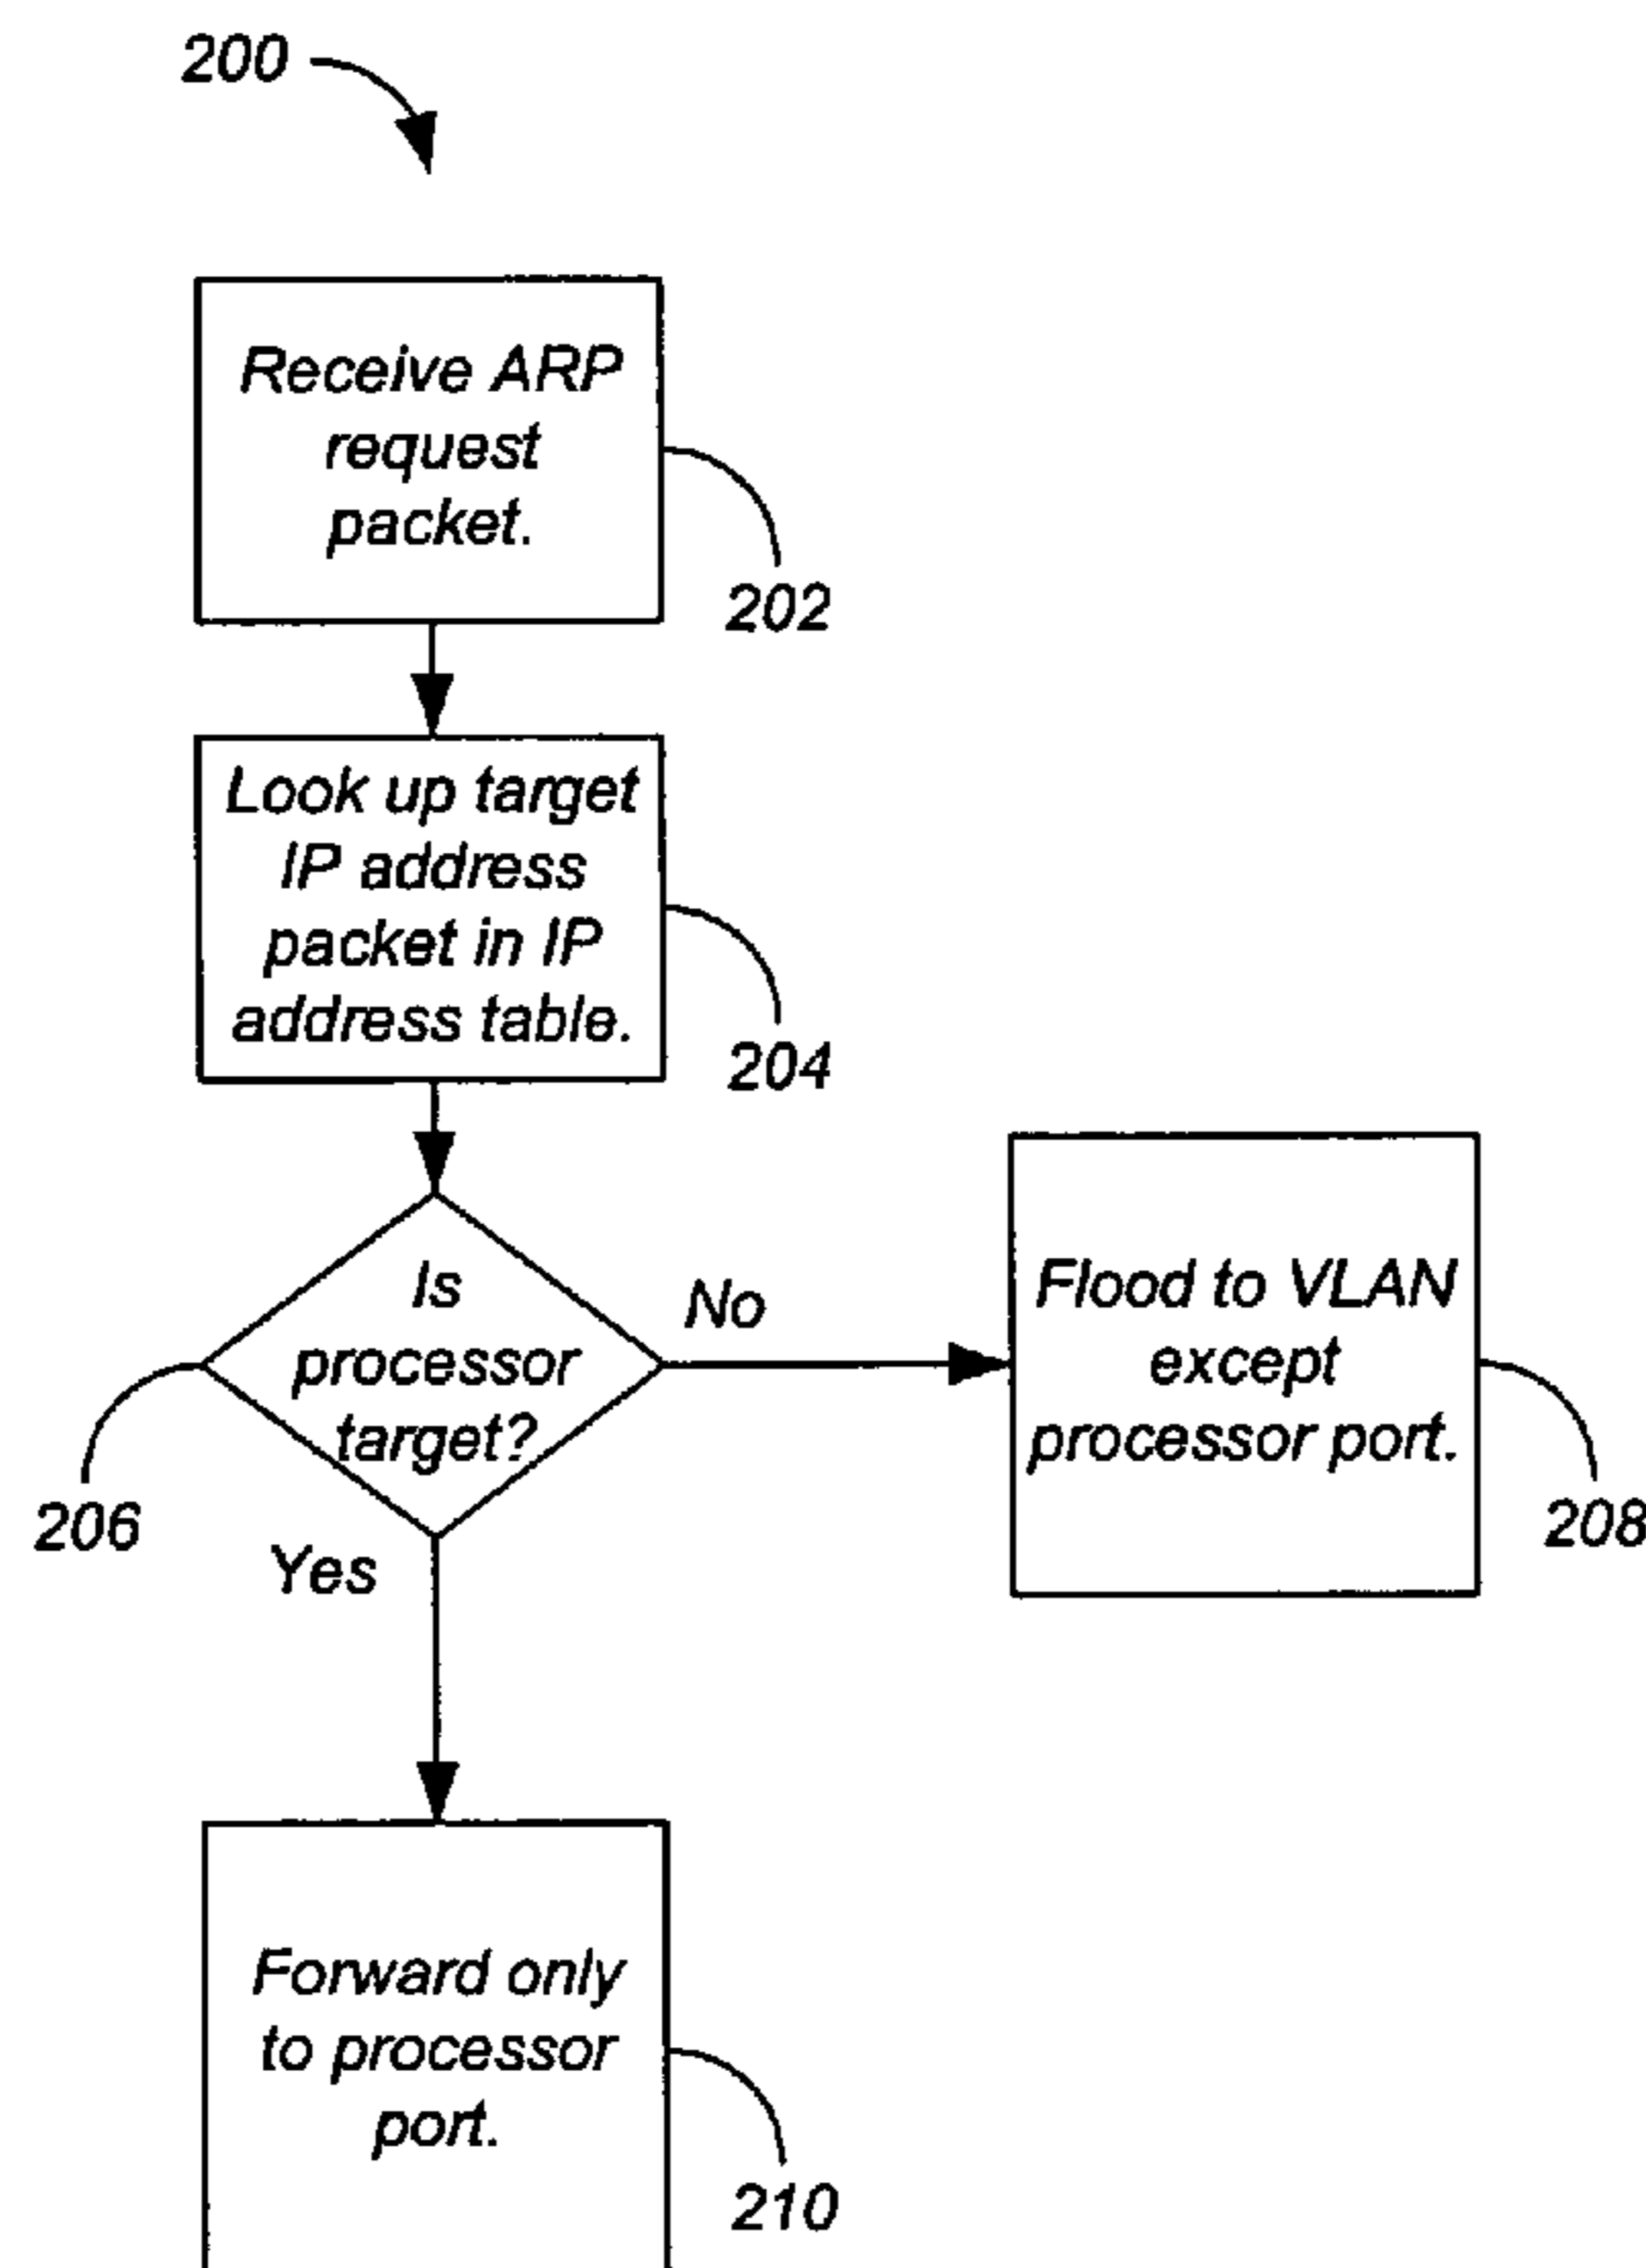 200
Receive ARP
request
packet.
202
Look up target
IP address
packet in IP
address table.
204
Is
processor
target?
206
No
Flood to VLAN
except
processor port.
208
Yes
Forward only
to processor
port.
210